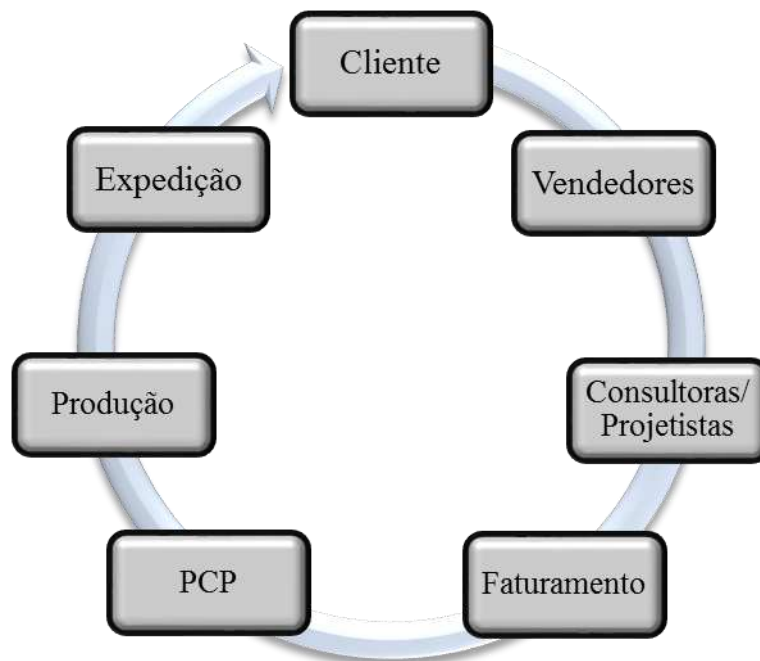 Cliente
Vendedores
Consultoras/
Projetistas
Faturamento
PCP
Produção
Expedição